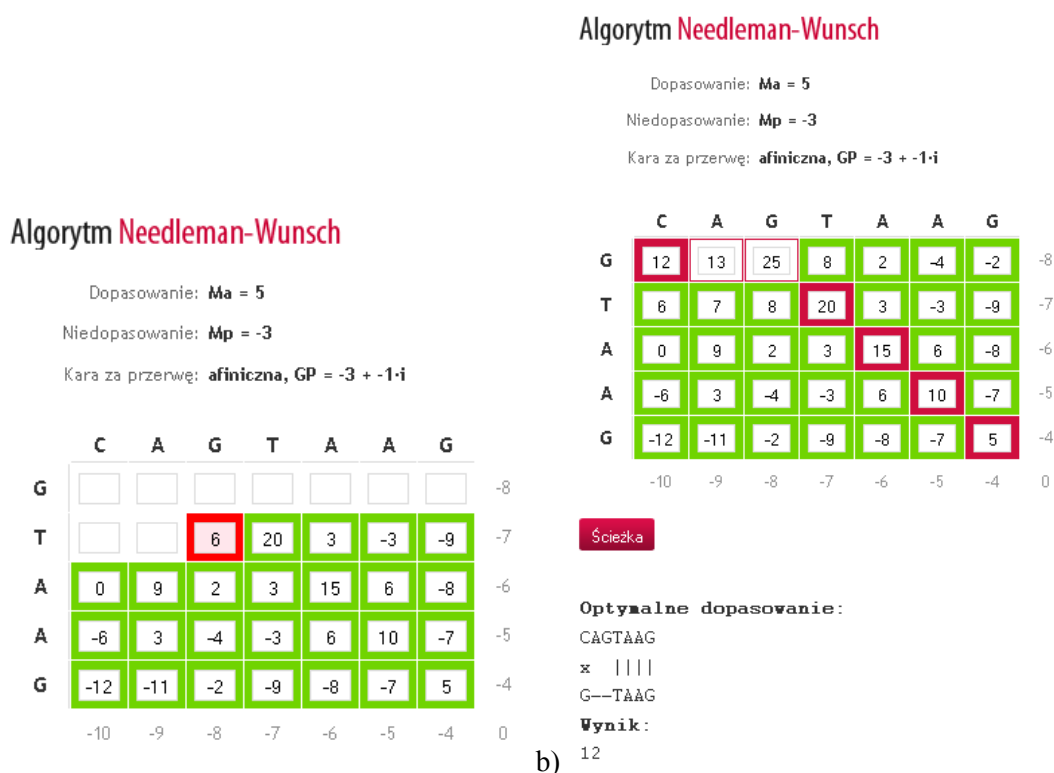 Algorytm Needleman-Wunsch
Dopasowanie: Ma = 5
Niedopasowanie: Mp = -3
Kara za przerwę: afiniczna, GP = -3 + -1·i
C A G T A A G
G -8
T 6 20 3 -3 -9 -7
A 0 9 2 3 15 6 -8 -6
A -6 3 -4 -3 6 10 -7 -5
G -12 -11 -2 -9 -8 -7 5 -4
-10 -9 -8 -7 -6 -5 -4 0
b)
Algorytm Needleman-Wunsch
Dopasowanie: Ma = 5
Niedopasowanie: Mp = -3
Kara za przerwę: afiniczna, GP = -3 + -1·i
C A G T A A G
G 12 13 25 8 2 -4 -2 -8
T 6 7 8 20 3 -3 -9 -7
A 0 9 2 3 15 6 -8 -6
A -6 3 -4 -3 6 10 -7 -5
G -12 -11 -2 -9 -8 -7 5 -4
-10 -9 -8 -7 -6 -5 -4 0
Ścieżka
Optymalne dopasowanie:
CAGTAAG
x  ||||
G--TAAG
Wynik:
12